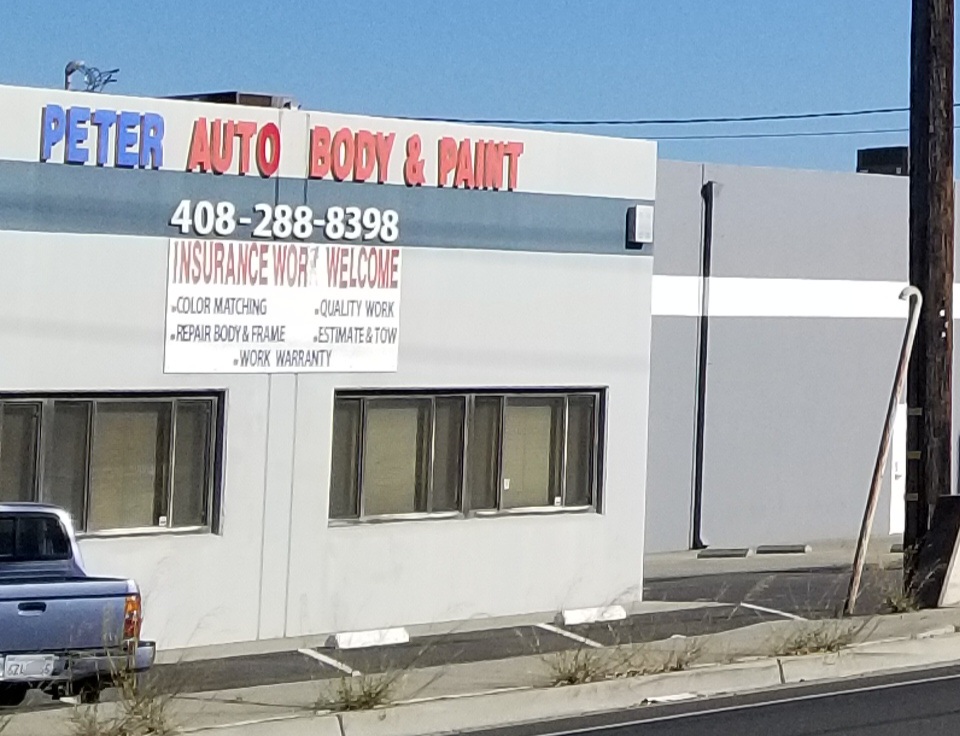 PETER AUTO BODY & PAINT
408-288-8398
INSURANCE WORK WELCOME
▪COLOR MATCHING ▪QUALITY WORK
▪REPAIR BODY & FRAME ▪ESTIMATE & TOW
▪WORK WARRANTY